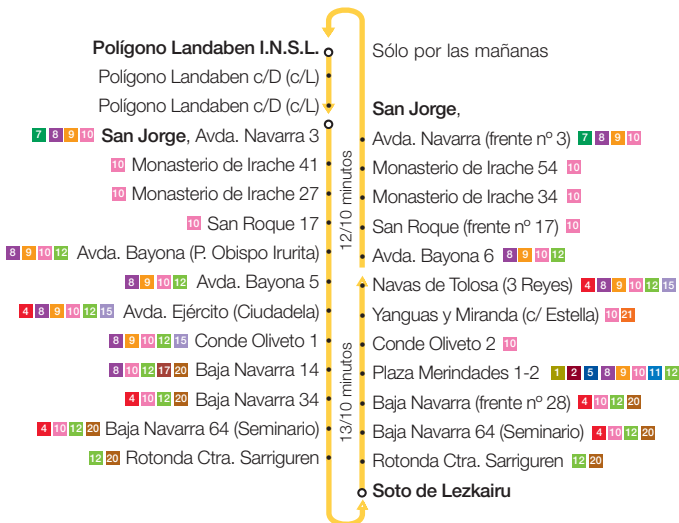 Polígono Landaben I.N.S.L.
Polígono Landaben c/D (c/L)
Polígono Landaben c/D (c/L)
7 8 9 10 San Jorge, Avda. Navarra 3
10 Monasterio de Irache 41
10 Monasterio de Irache 27
10 San Roque 17
8 9 10 12 Avda. Bayona (P. Obispo Irurita)
8 9 10 12 Avda. Bayona 5
4 8 9 10 12 15 Avda. Ejército (Ciudadela)
8 9 10 12 15 Conde Oliveto 1
8 10 12 17 20 Baja Navarra 14
4 10 12 20 Baja Navarra 34
4 10 12 20 Baja Navarra 64 (Seminario)
12 20 Rotonda Ctra. Sarriguren
12/10 minutos
13/10 minutos
Sólo por las mañanas
San Jorge,
Avda. Navarra (frente nº 3) 7 8 9 10
Monasterio de Irache 54 10
Monasterio de Irache 34 10
San Roque (frente nº 17) 10
Avda. Bayona 6 8 9 10 12
Navas de Tolosa (3 Reyes) 4 8 9 10 12 15
Yanguas y Miranda (c/ Estella) 10 21
Conde Oliveto 2 10
Plaza Merindades 1-2 1 2 5 8 9 10 11 12
Baja Navarra (frente nº 28) 4 10 12 20
Baja Navarra 64 (Seminario) 4 10 12 20
Rotonda Ctra. Sarriguren 12 20
Soto de Lezkairu